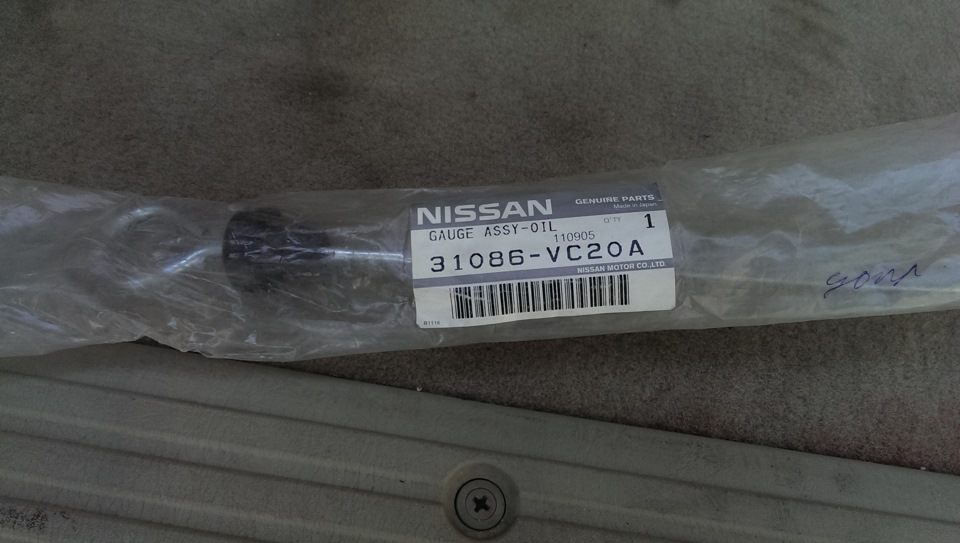 NISSAN GENUINE PARTS
Made in Japan
GAUGE ASSY-OIL Q'TY 1
110905
31086-VC20A
NISSAN MOTOR CO.,LTD.